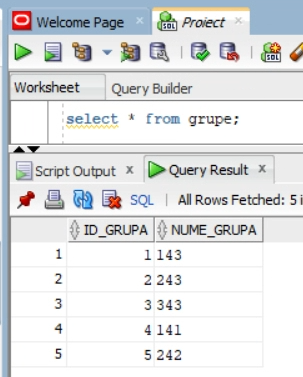 Welcome Page × Proiect ×
SQL
Worksheet Query Builder
select * from grupe;
Script Output × Query Result ×
SQL | All Rows Fetched: 5 i
ID_GRUPA NUME_GRUPA
1 1 143
2 2 243
3 3 343
4 4 141
5 5 242